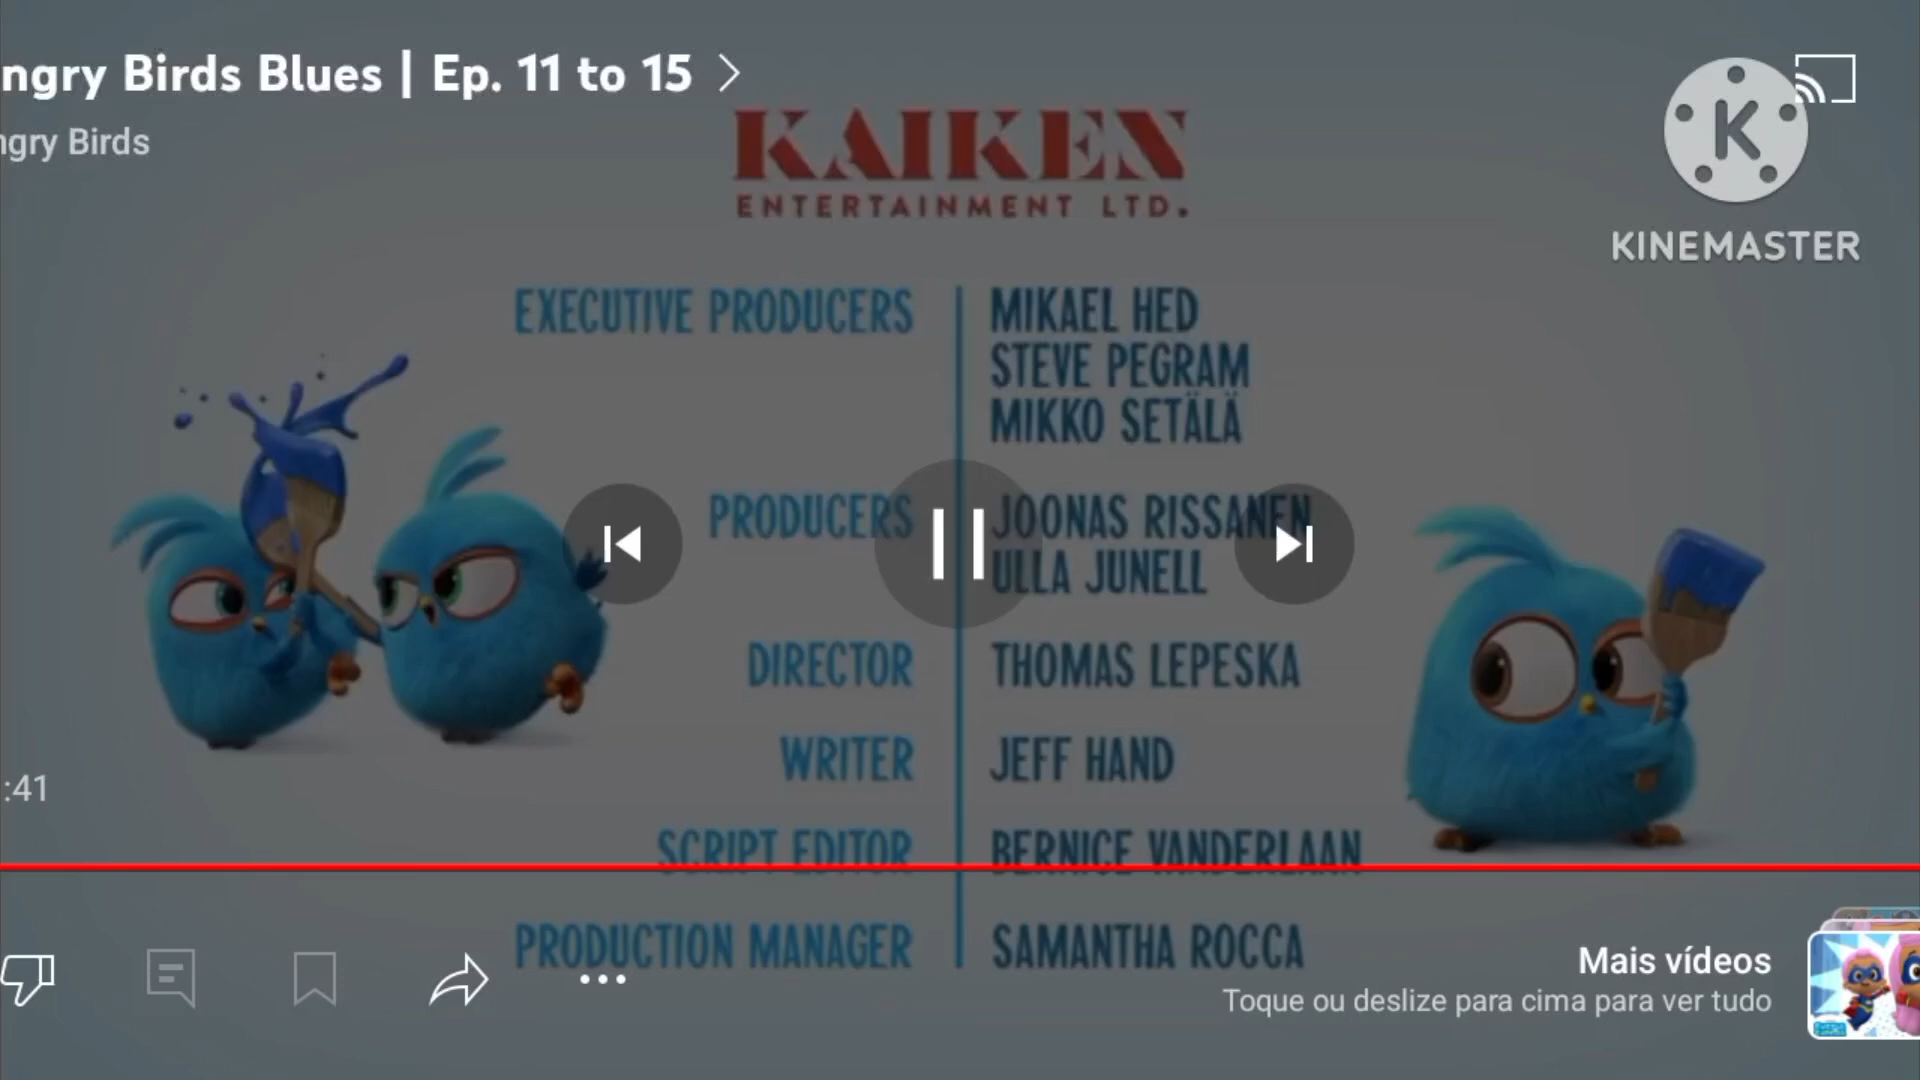 ngry Birds Blues | Ep. 11 to 15
ngry Birds
KINEMASTER
KAIKEN
ENTERTAINMENT LTD.
EXECUTIVE PRODUCERS MIKAEL HED
STEVE PEGRAM
MIKKO SETÄLÄ
PRODUCERS JOONAS RISSANEN
ULLA JUNELL
DIRECTOR THOMAS LEPESKA
WRITER JEFF HAND
:41
SCRIPT EDITOR BERNICE VANDERLAAN
PRODUCTION MANAGER SAMANTHA ROCCA
Mais vídeos
Toque ou deslize para cima para ver tudo